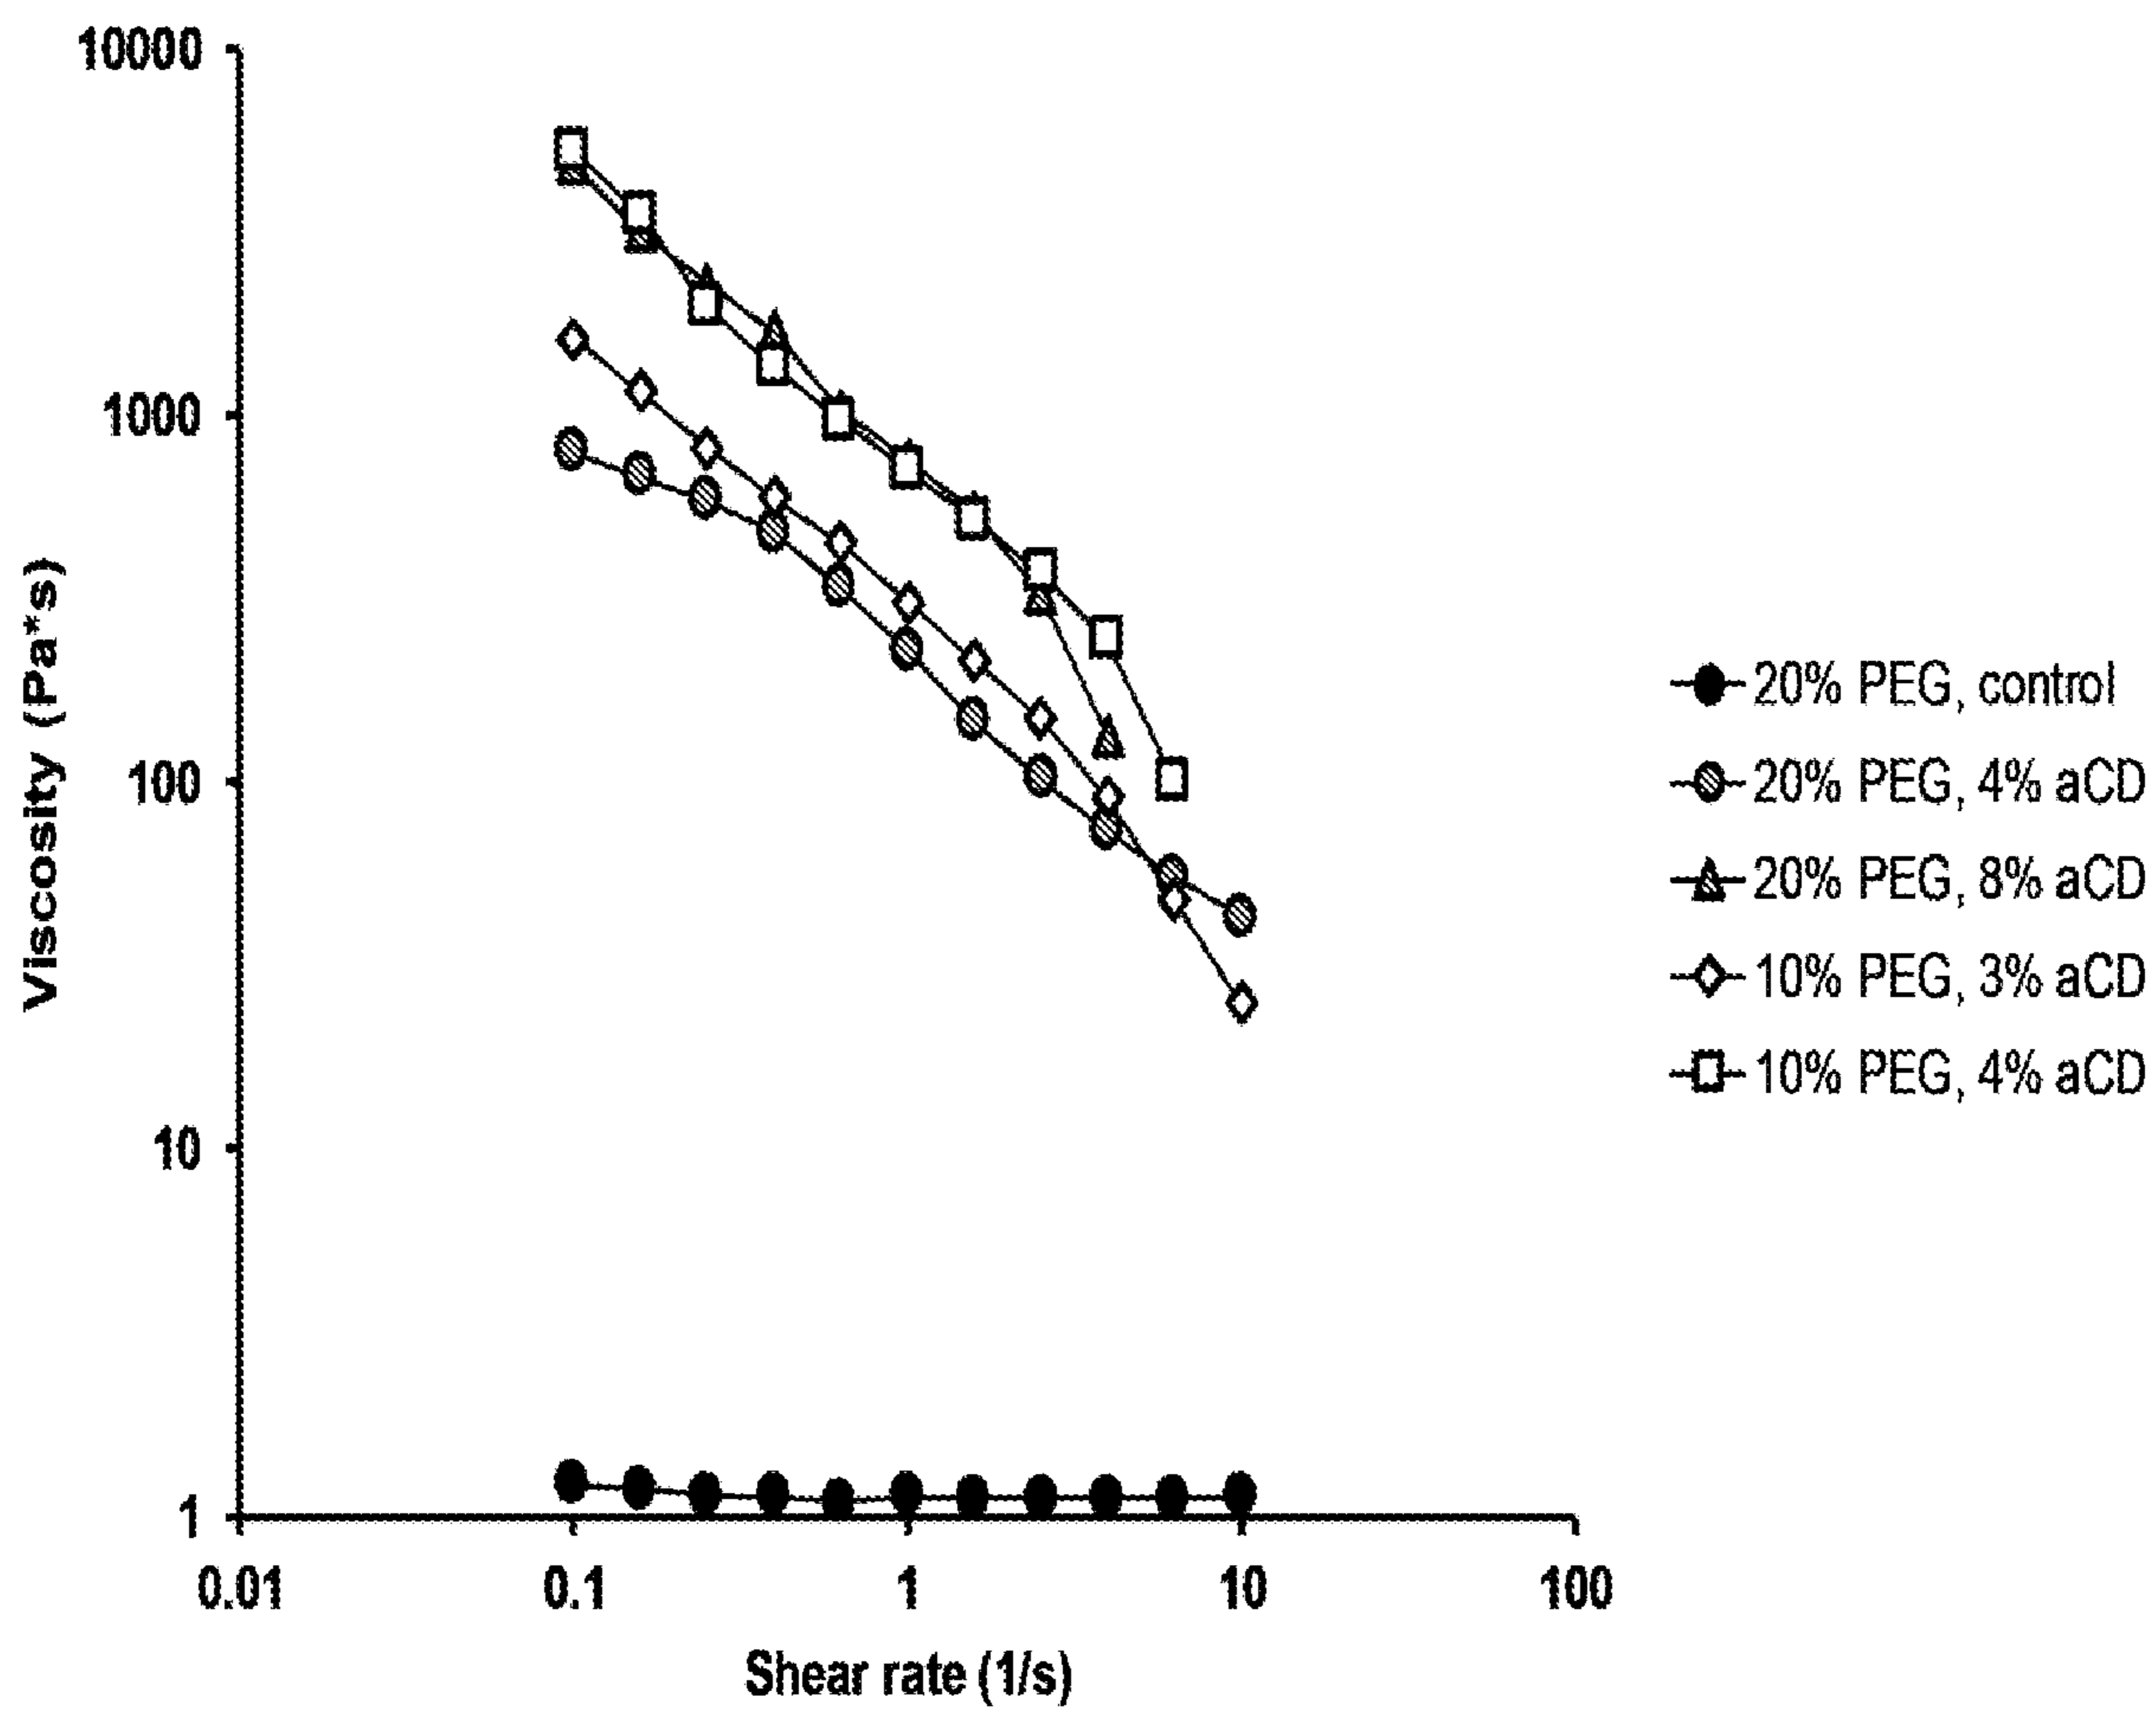 10000
1000
100
10
1
0.01
0.1
1
10
100
Viscosity (Pa*s)
Shear rate (1/s)
20% PEG, control
20% PEG, 4% aCD
20% PEG, 8% aCD
10% PEG, 3% aCD
10% PEG, 4% aCD